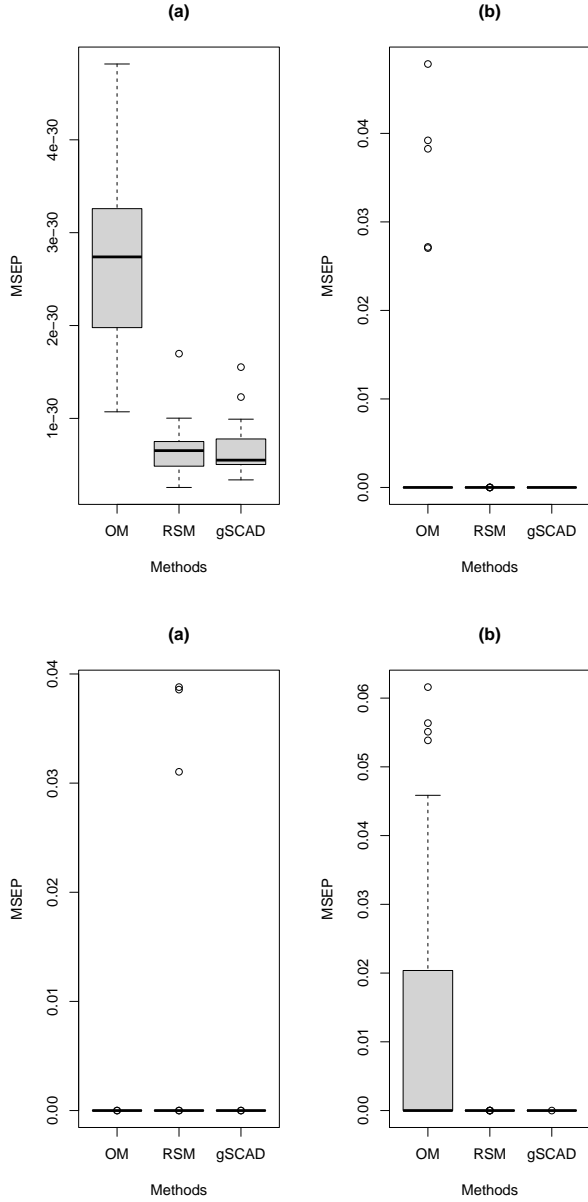 (a)
MSEP
4e-30
3e-30
2e-30
1e-30
OM RSM gSCAD
Methods
(b)
MSEP
0.04
0.03
0.02
0.01
0.00
OM RSM gSCAD
Methods
(a)
MSEP
0.04
0.03
0.02
0.01
0.00
OM RSM gSCAD
Methods
(b)
MSEP
0.06
0.05
0.04
0.03
0.02
0.01
0.00
OM RSM gSCAD
Methods